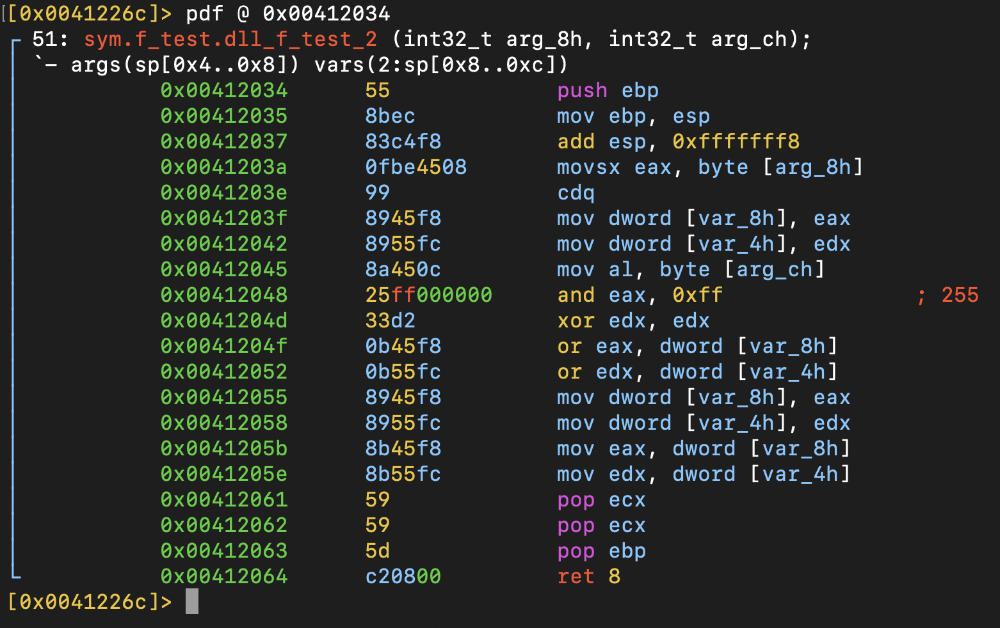 [0x0041226c]> pdf @ 0x00412034
51: sym.f_test.dll_f_test_2 (int32_t arg_8h, int32_t arg_ch);
`- args(sp[0x4..0x8]) vars(2:sp[0x8..0xc])
0x00412034 55 push ebp
0x00412035 8bec mov ebp, esp
0x00412037 83c4f8 add esp, 0xfffffff8
0x0041203a 0fbe4508 movsx eax, byte [arg_8h]
0x0041203e 99 cdq
0x0041203f 8945f8 mov dword [var_8h], eax
0x00412042 8955fc mov dword [var_4h], edx
0x00412045 8a450c mov al, byte [arg_ch]
0x00412048 25ff000000 and eax, 0xff ; 255
0x0041204d 33d2 xor edx, edx
0x0041204f 0b45f8 or eax, dword [var_8h]
0x00412052 0b55fc or edx, dword [var_4h]
0x00412055 8945f8 mov dword [var_8h], eax
0x00412058 8955fc mov dword [var_4h], edx
0x0041205b 8b45f8 mov eax, dword [var_8h]
0x0041205e 8b55fc mov edx, dword [var_4h]
0x00412061 59 pop ecx
0x00412062 59 pop ecx
0x00412063 5d pop ebp
0x00412064 c20800 ret 8
[0x0041226c]>